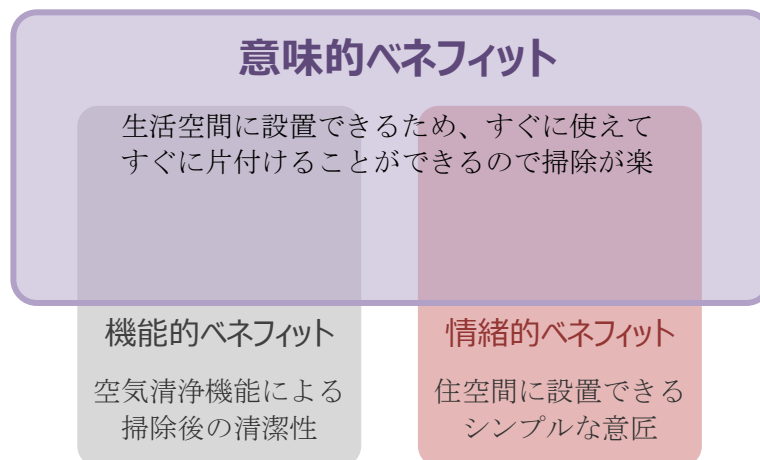 意味的ベネフィット
生活空間に設置できるため、すぐに使えて
すぐに片付けることができるので掃除が楽
機能的ベネフィット
空気清浄機能による
掃除後の清潔性
情緒的ベネフィット
住空間に設置できる
シンプルな意匠